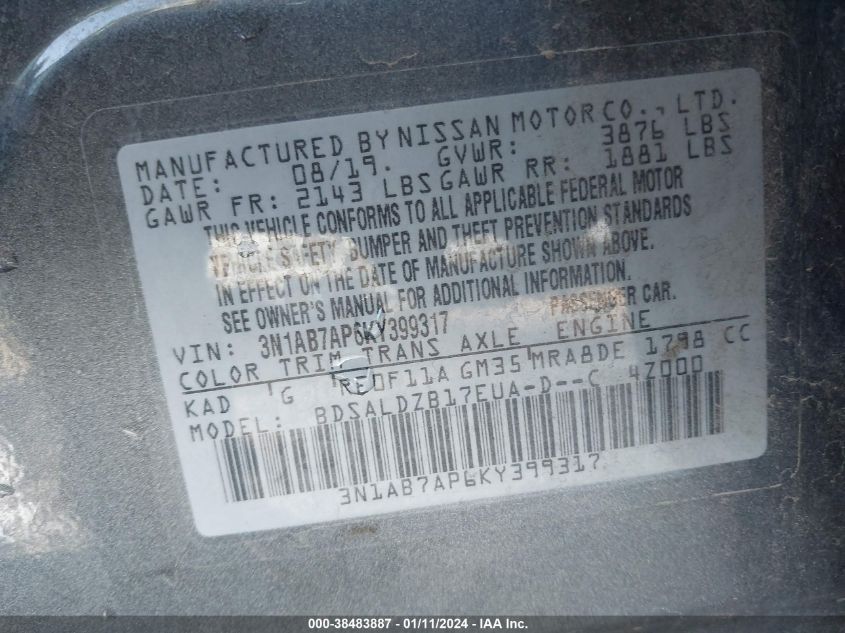 MANUFACTURED BY NISSAN MOTOR CO., LTD.
DATE: 08/19. GVWR: 3876 LBS
GAWR FR: 2143 LBS GAWR RR: 1881 LBS
THIS VEHICLE CONFORMS TO ALL APPLICABLE FEDERAL MOTOR
VEHICLE SAFETY, BUMPER AND THEFT PREVENTION STANDARDS
IN EFFECT ON THE DATE OF MANUFACTURE SHOWN ABOVE.
SEE OWNER'S MANUAL FOR ADDITIONAL INFORMATION.
VIN: 3N1AB7AP6KY399317 PASSENGER CAR.
COLOR TRIM TRANS AXLE ENGINE
KAD G RE0F11A GM35 MRA8DE 1798 CC
MODEL: BDSALDZB17EUA-D--C 4Z000
3N1AB7AP6KY399317
000-38483887 - 01/11/2024 - IAA Inc.